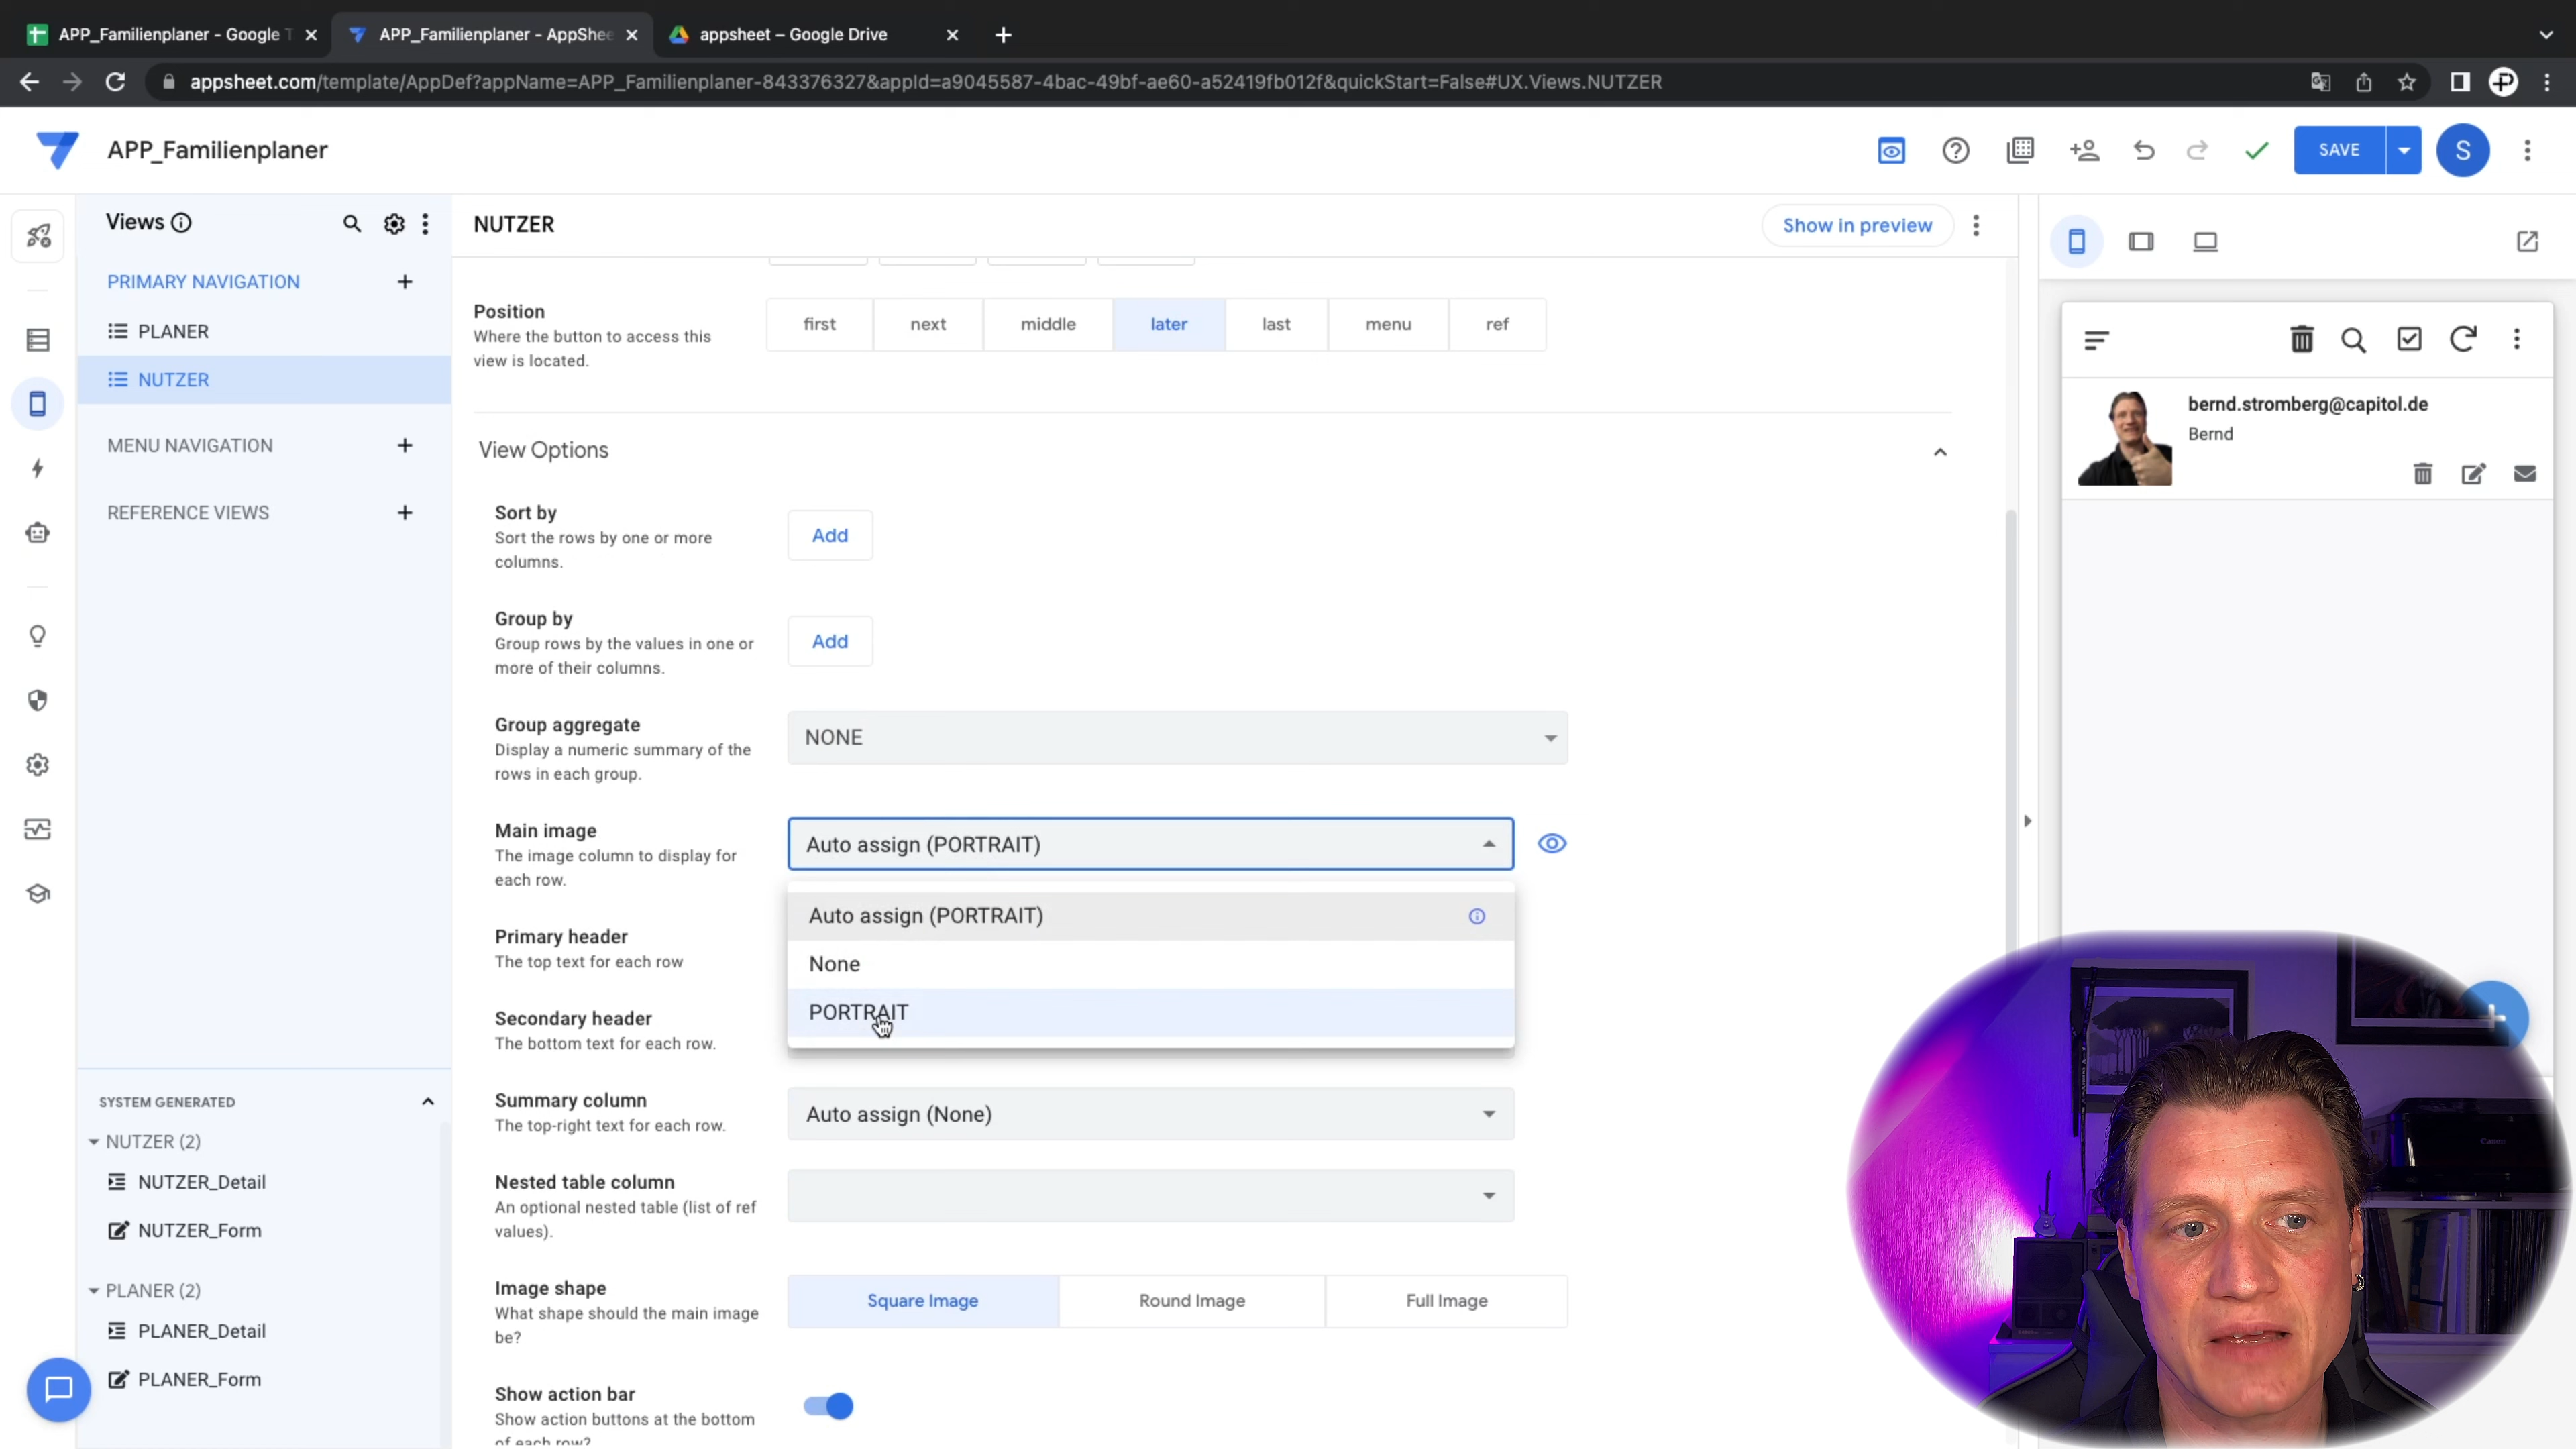 APP_Familienplaner - Google T
APP_Familienplaner - AppShee
appsheet – Google Drive
appsheet.com/template/AppDef?appName=APP_Familienplaner-843376327&appId=a9045587-4bac-49bf-ae60-a52419fb012f&quickStart=False#UX.Views.NUTZER
APP_Familienplaner
SAVE
S
Views
PRIMARY NAVIGATION
PLANER
NUTZER
MENU NAVIGATION
REFERENCE VIEWS
SYSTEM GENERATED
NUTZER (2)
NUTZER_Detail
NUTZER_Form
PLANER (2)
PLANER_Detail
PLANER_Form
NUTZER
Show in preview
Position
Where the button to access this
view is located.
first
next
middle
later
last
menu
ref
View Options
Sort by
Sort the rows by one or more
columns.
Add
Group by
Group rows by the values in one or
more of their columns.
Add
Group aggregate
Display a numeric summary of the
rows in each group.
NONE
Main image
The image column to display for
each row.
Auto assign (PORTRAIT)
Auto assign (PORTRAIT)
None
PORTRAIT
Primary header
The top text for each row
Secondary header
The bottom text for each row.
Summary column
The top-right text for each row.
Auto assign (None)
Nested table column
An optional nested table (list of ref
values).
Image shape
What shape should the main image
be?
Square Image
Round Image
Full Image
Show action bar
Show action buttons at the bottom
of each row?
bernd.stromberg@capitol.de
Bernd
Canon